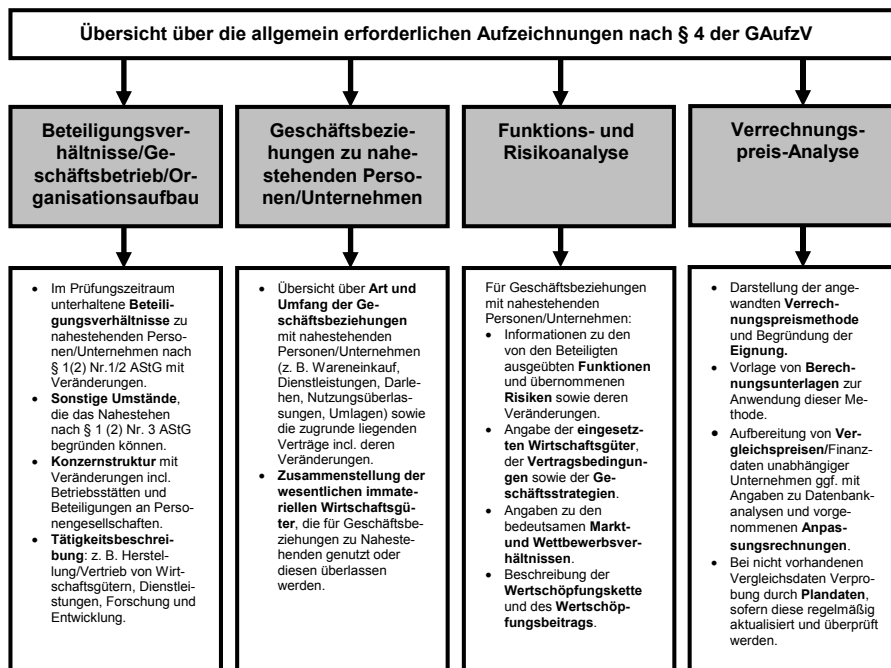 Übersicht über die allgemein erforderlichen Aufzeichnungen nach § 4 der GAufzV
Beteiligungsver-
hältnisse/Ge-
schäftsbetrieb/Or-
ganisationsaufbau
Geschäftsbezie-
hungen zu nahe-
stehenden Perso-
nen/Unternehmen
Funktions- und
Risikoanalyse
Verrechnungs-
preis-Analyse
• Im Prüfungszeitraum
unterhaltene Beteili-
gungsverhältnisse zu
nahestehenden Perso-
nen/Unternehmen nach
§ 1(2) Nr.1/2 AStG mit
Veränderungen.
• Sonstige Umstände,
die das Nahestehen
nach § 1 (2) Nr. 3 AStG
begründen können.
• Konzernstruktur mit
Veränderungen incl.
Betriebsstätten und
Beteiligungen an Perso-
nengesellschaften.
• Tätigkeitsbeschrei-
bung: z. B. Herstel-
lung/Vertrieb von Wirt-
schaftsgütern, Dienstleis-
tungen, Forschung und
Entwicklung.
• Übersicht über Art und
Umfang der Ge-
schäftsbeziehungen
mit nahestehenden
Personen/Unternehmen
(z. B. Wareneinkauf,
Dienstleistungen, Darle-
hen, Nutzungsüberlas-
sungen, Umlagen) sowie
die zugrunde liegenden
Verträge incl. deren
Veränderungen.
• Zusammenstellung der
wesentlichen immate-
riellen Wirtschaftsgü-
ter, die für Geschäftsbe-
ziehungen zu Naheste-
henden genutzt oder
diesen überlassen
werden.
Für Geschäftsbeziehungen
mit nahestehenden
Personen/Unternehmen:
• Informationen zu den
von den Beteiligten
ausgeübten Funktionen
und übernommenen
Risiken sowie deren
Veränderungen.
• Angabe der eingesetz-
ten Wirtschaftsgüter,
der Vertragsbedingun-
gen sowie der Ge-
schäftsstrategien.
• Angaben zu den
bedeutsamen Markt-
und Wettbewerbsver-
hältnissen.
• Beschreibung der
Wertschöpfungskette
und des Wertschöp-
fungsbeitrags.
• Darstellung der ange-
wandten Verrech-
nungspreismethode
und Begründung der
Eignung.
• Vorlage von Berech-
nungsunterlagen zur
Anwendung dieser Me-
thode.
• Aufbereitung von Ver-
gleichspreisen/Finanz-
daten unabhängiger
Unternehmen ggf. mit
Angaben zu Datenbank-
analysen und vorge-
nommenen Anpas-
sungsrechnungen.
• Bei nicht vorhandenen
Vergleichsdaten Verpro-
bung durch Plandaten,
sofern diese regelmäßig
aktualisiert und überprüft
werden.